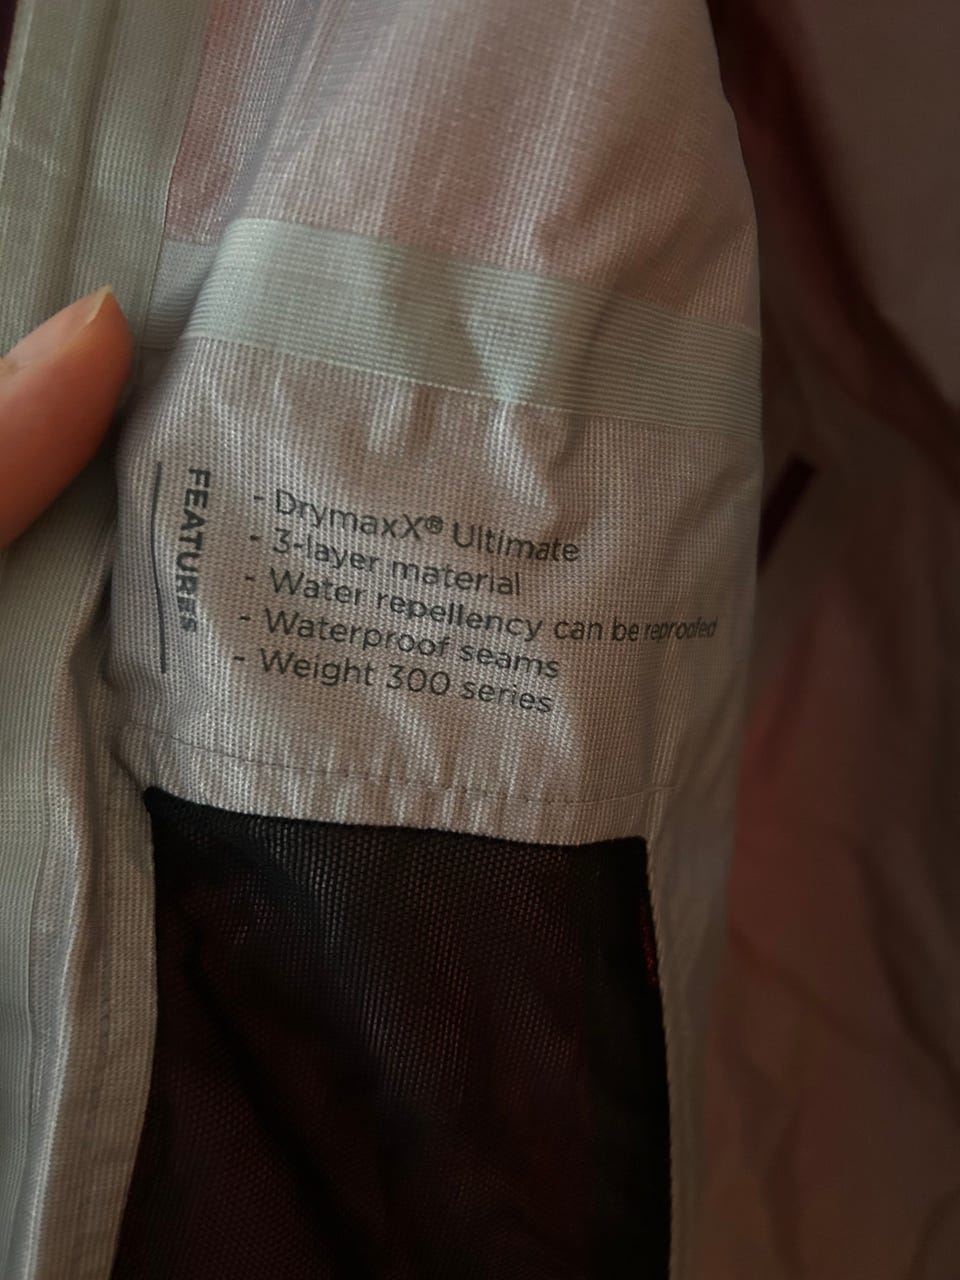 FEATURES
- DrymaxX® Ultimate
- 3-layer material
- Water repellency can be reproofed
- Waterproof seams
- Weight 300 series